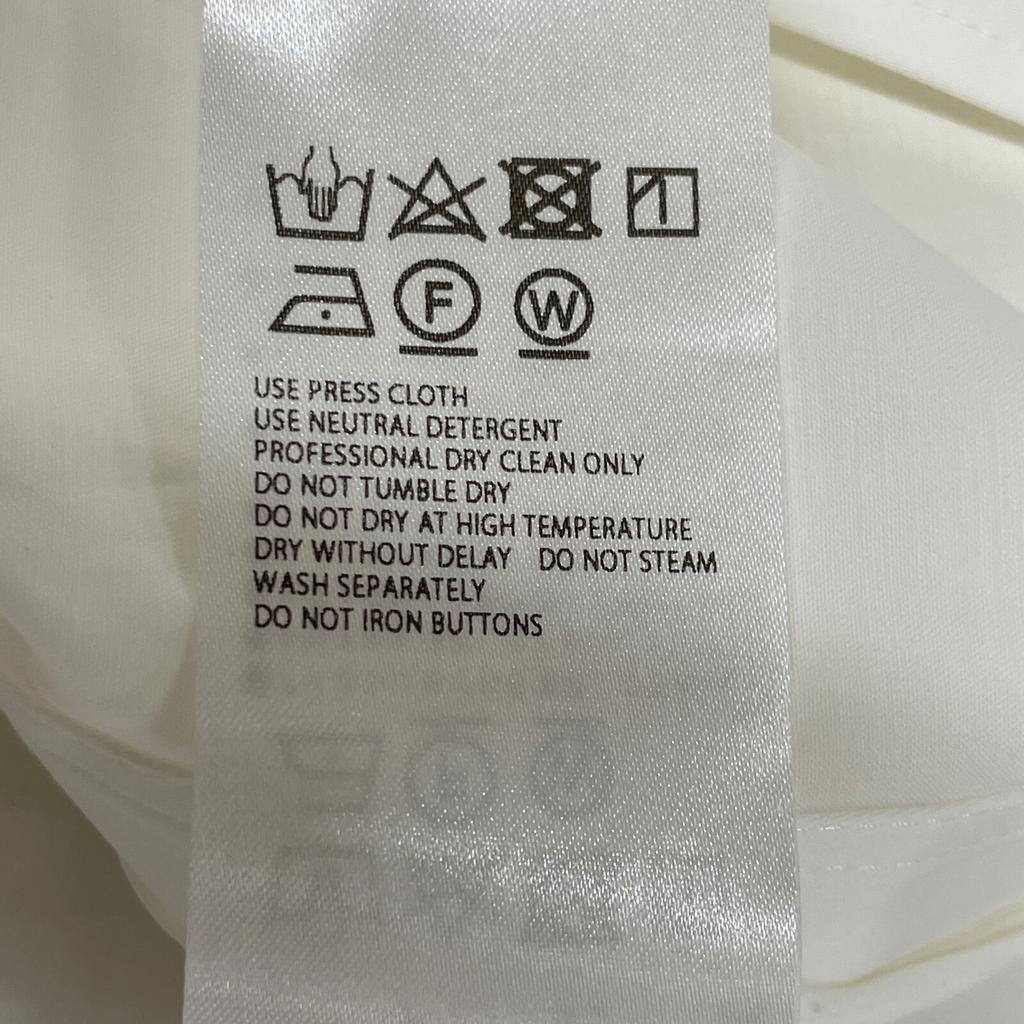 F W
USE PRESS CLOTH
USE NEUTRAL DETERGENT
PROFESSIONAL DRY CLEAN ONLY
DO NOT TUMBLE DRY
DO NOT DRY AT HIGH TEMPERATURE
DRY WITHOUT DELAY DO NOT STEAM
WASH SEPARATELY
DO NOT IRON BUTTONS